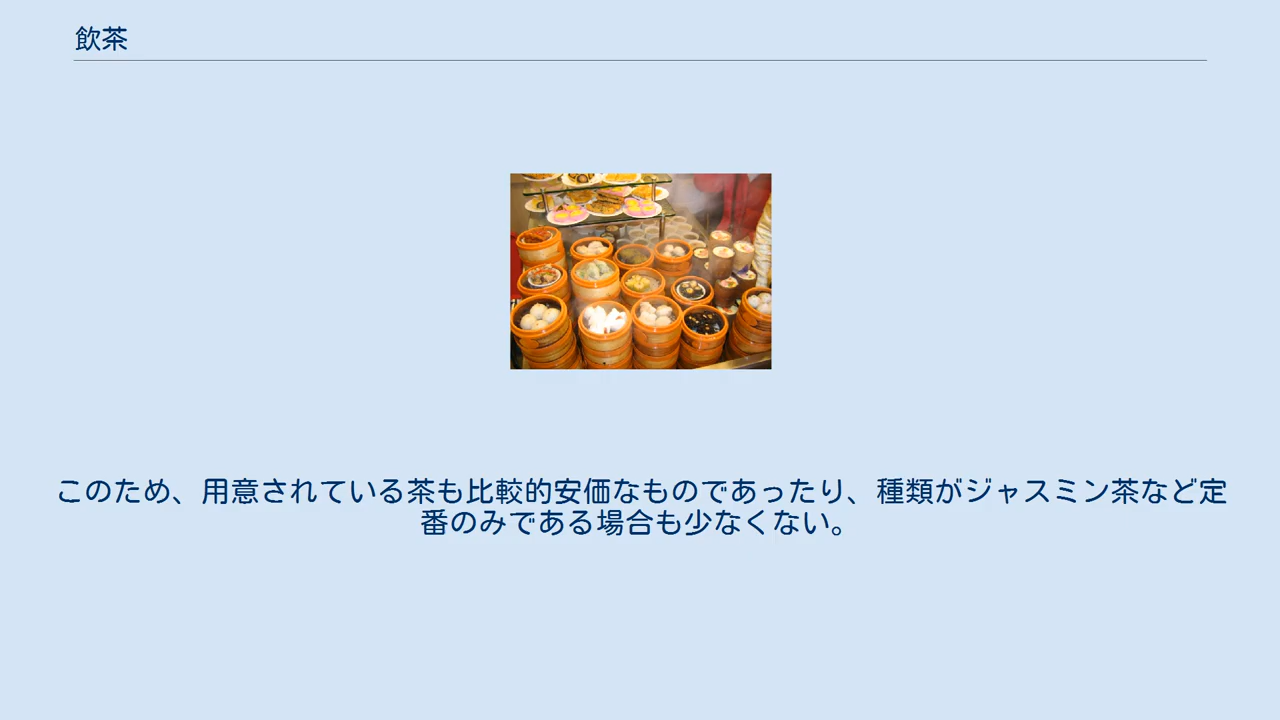 飲茶
このため、用意されている茶も比較的安価なものであったり、種類がジャスミン茶など定
番のみである場合も少なくない。